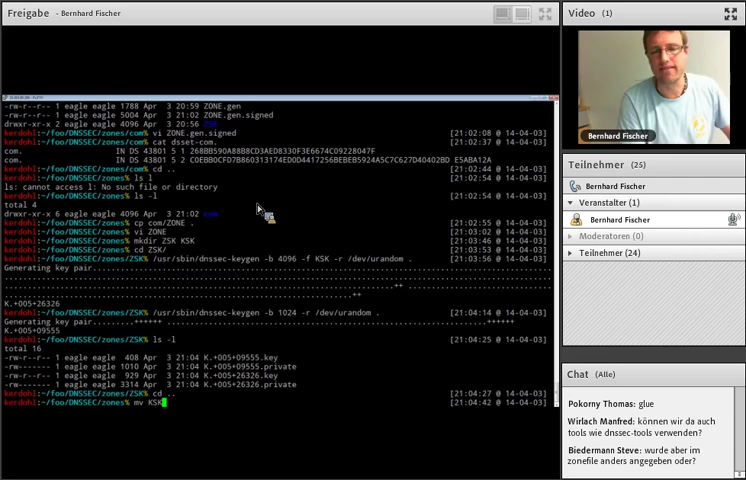 Freigabe - Bernhard Fischer
-rw-r--r-- 1 eagle eagle 1788 Apr 3 20:59 ZONE.gen
-rw-r--r-- 1 eagle eagle 5004 Apr 3 21:02 ZONE.gen.signed
drwxr-xr-x 2 eagle eagle 4096 Apr 3 20:56
kerdohl:~/foo/DNSSEC/zones/com% vi ZONE.gen.signed [21:02:08 @ 14-04-03]
kerdohl:~/foo/DNSSEC/zones/com% cat dsset-com. [21:02:37 @ 14-04-03]
com. IN DS 43801 5 1 268BB590A88B8CD3AED8330F3E6674C09228047F
com. IN DS 43801 5 2 C0EBB0CFD7B860313174ED0D4417256BEBEB5924A5C7C627D40402BD E5ABA12A
kerdohl:~/foo/DNSSEC/zones/com% cd .. [21:02:44 @ 14-04-03]
kerdohl:~/foo/DNSSEC/zones% ls l [21:02:54 @ 14-04-03]
ls: cannot access l: No such file or directory
kerdohl:~/foo/DNSSEC/zones% ls -l [21:02:54 @ 14-04-03]
total 4
drwxr-xr-x 6 eagle eagle 4096 Apr 3 21:02 com
kerdohl:~/foo/DNSSEC/zones% cp com/ZONE . [21:02:55 @ 14-04-03]
kerdohl:~/foo/DNSSEC/zones% vi ZONE [21:03:02 @ 14-04-03]
kerdohl:~/foo/DNSSEC/zones% mkdir ZSK KSK [21:03:46 @ 14-04-03]
kerdohl:~/foo/DNSSEC/zones% cd ZSK/ [21:03:53 @ 14-04-03]
kerdohl:~/foo/DNSSEC/zones/ZSK% /usr/sbin/dnssec-keygen -b 4096 -f KSK -r /dev/urandom . [21:03:56 @ 14-04-03]
Generating key pair......
.++
..++
K.+005+26326
kerdohl:~/foo/DNSSEC/zones/ZSK% /usr/sbin/dnssec-keygen -b 1024 -r /dev/urandom . [21:04:14 @ 14-04-03]
Generating key pair........++++++ ......++++++
K.+005+09555
kerdohl:~/foo/DNSSEC/zones/ZSK% ls -l [21:04:25 @ 14-04-03]
total 16
-rw-r--r-- 1 eagle eagle 408 Apr 3 21:04 K.+005+09555.key
-rw------- 1 eagle eagle 1010 Apr 3 21:04 K.+005+09555.private
-rw-r--r-- 1 eagle eagle 929 Apr 3 21:04 K.+005+26326.key
-rw------- 1 eagle eagle 3314 Apr 3 21:04 K.+005+26326.private
kerdohl:~/foo/DNSSEC/zones/ZSK% cd .. [21:04:27 @ 14-04-03]
kerdohl:~/foo/DNSSEC/zones% mv KSK [21:04:42 @ 14-04-03]
Video (1)
Bernhard Fischer
Teilnehmer (25)
Bernhard Fischer
Veranstalter (1)
Bernhard Fischer
Moderatoren (0)
Teilnehmer (24)
Chat (Alle)
Pokorny Thomas: glue
Wirlach Manfred: können wir da auch
tools wie dnssec-tools verwenden?
Biedermann Steve: wurde aber im
zonefile anders angegeben oder?